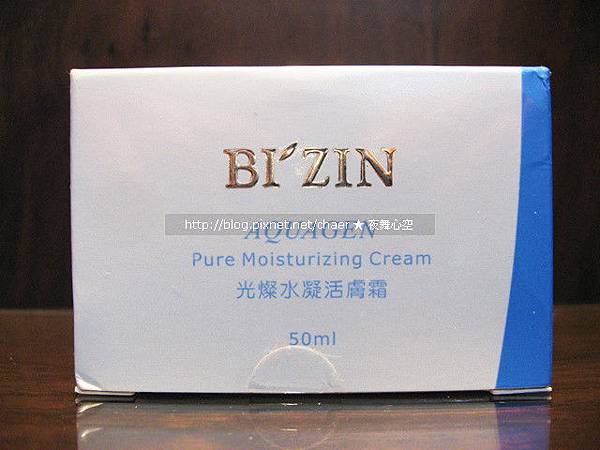 BI'ZIN
http://blog.pixnet.net/chaer ★ 夜舞心空
AQUAGEN
Pure Moisturizing Cream
光燦水凝活膚霜
50ml